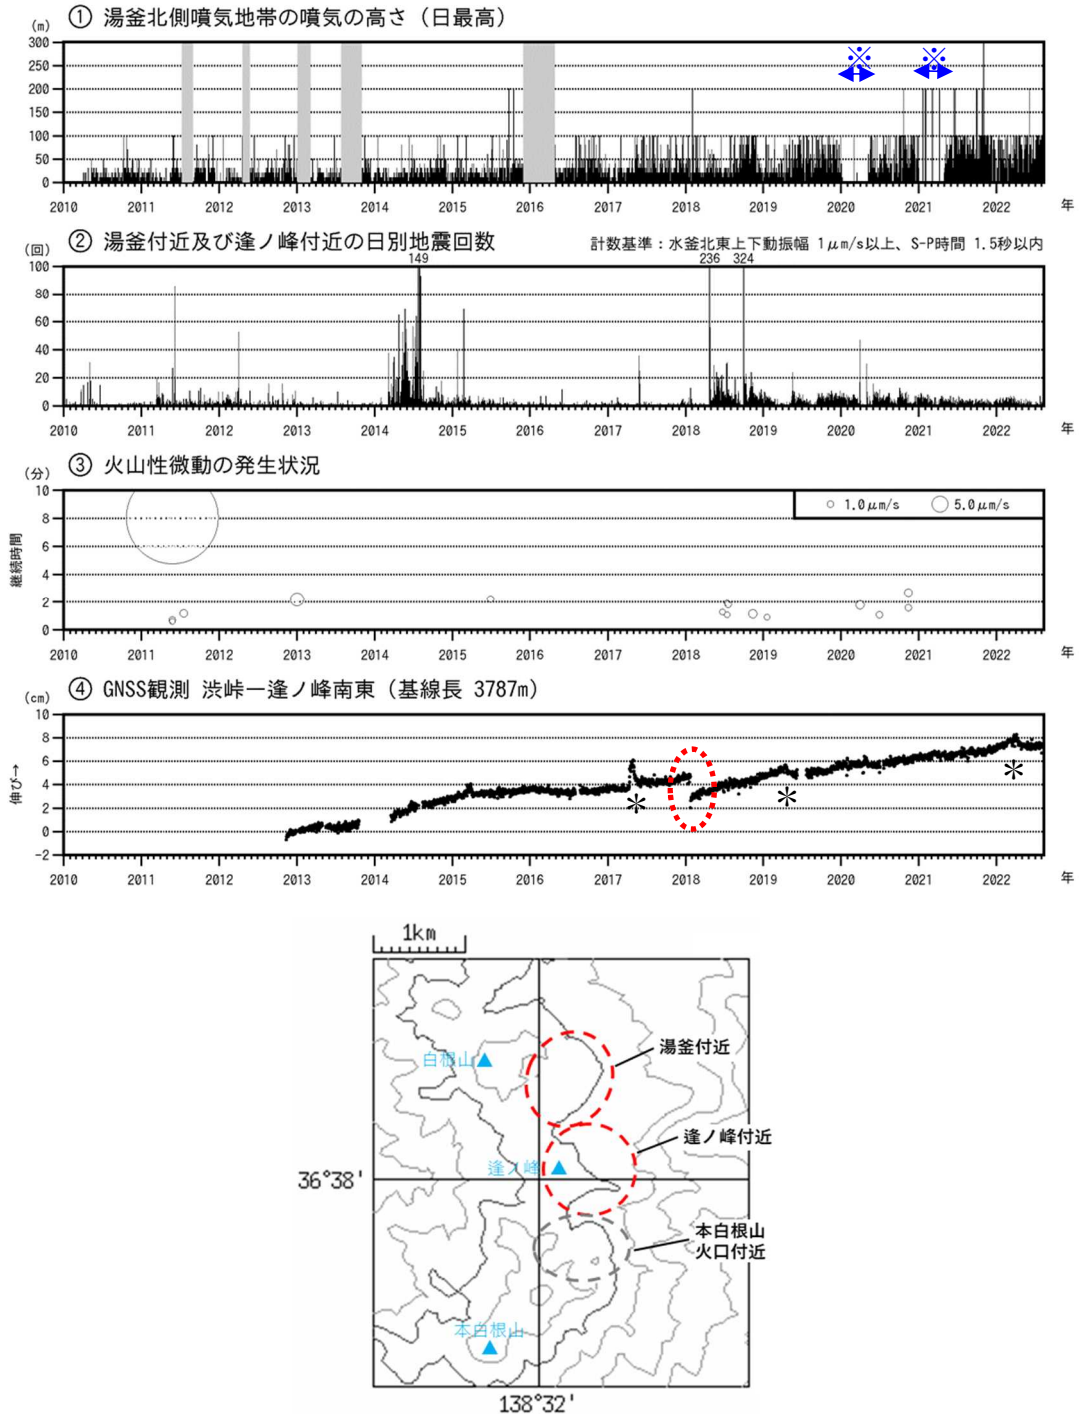 ① 湯釜北側噴気地帯の噴気の高さ（日最高）
(m)
300
250
200
150
100
50
0
※ ※
2010 2011 2012 2013 2014 2015 2016 2017 2018 2019 2020 2021 2022 年
② 湯釜付近及び逢ノ峰付近の日別地震回数
計数基準：水釜北東上下動振幅 1μm/s以上、S-P時間 1.5秒以内
(回)
149 236 324
100
80
60
40
20
0
2010 2011 2012 2013 2014 2015 2016 2017 2018 2019 2020 2021 2022 年
③ 火山性微動の発生状況
(分)
継続時間
10
8
6
4
2
0
1.0μm/s 5.0μm/s
2010 2011 2012 2013 2014 2015 2016 2017 2018 2019 2020 2021 2022 年
④ GNSS観測 渋峠―逢ノ峰南東（基線長 3787m）
(cm)
伸び→
10
8
6
4
2
0
-2
* * *
2010 2011 2012 2013 2014 2015 2016 2017 2018 2019 2020 2021 2022 年
1km
湯釜付近
白根山
逢ノ峰付近
逢ノ峰
36°38'
本白根山
火口付近
本白根山
138°32'